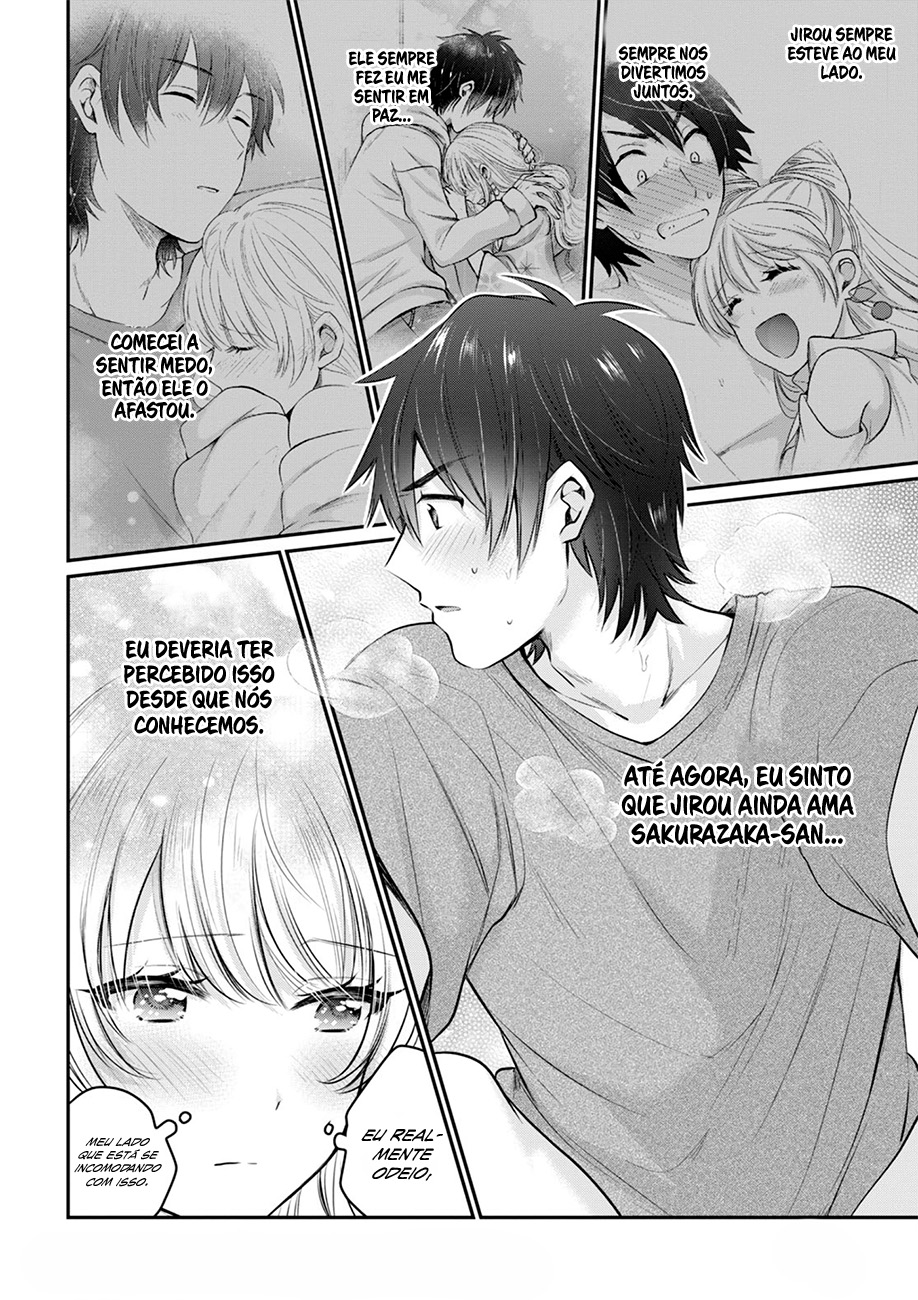 JIROU SEMPRE
ESTEVE AO MEU
LADO.
SEMPRE NOS
DIVERTIMOS
JUNTOS.
ELE SEMPRE
FEZ EU ME
SENTIR EM
PAZ...
COMECEI A
SENTIR MEDO,
ENTÃO ELE O
AFASTOU.
ATÉ AGORA, EU SINTO
QUE JIROU AINDA AMA
SAKURAZAKA-SAN...
EU DEVERIA TER
PERCEBIDO ISSO
DESDE QUE NÓS
CONHECEMOS.
EU REAL-
MENTE
ODEIO;
MEU LADO
QUE ESTÁ SE
INCOMODANDO
COM ISSO.